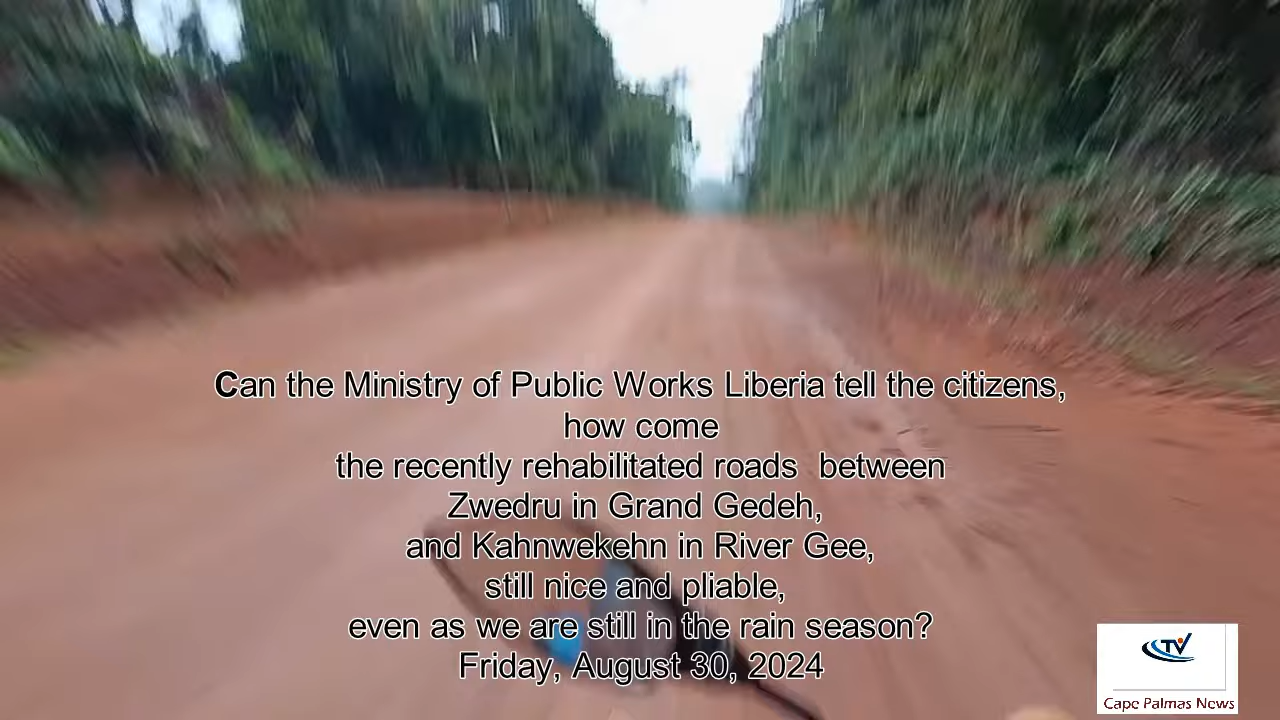 Can the Ministry of Public Works Liberia tell the citizens,
how come
the recently rehabilitated roads  between
Zwedru in Grand Gedeh,
and Kahnwekehn in River Gee,
still nice and pliable,
even as we are still in the rain season?
Friday, August 30, 2024
TV
Cape Palmas News